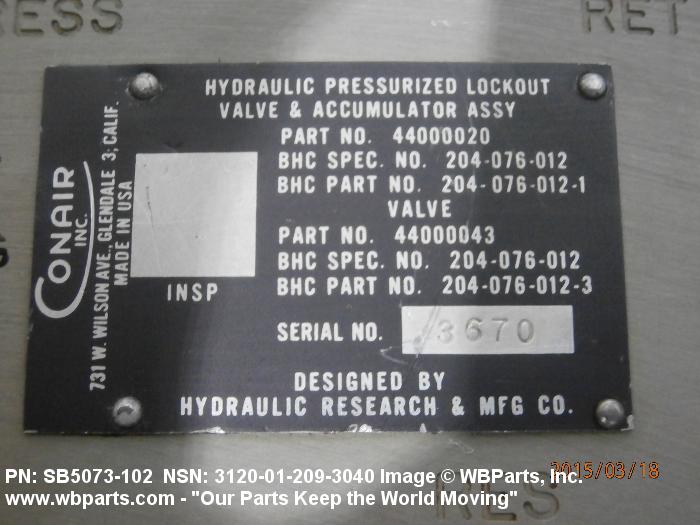 RESS
RET
HYDRAULIC PRESSURIZED LOCKOUT
VALVE & ACCUMULATOR ASSY
PART NO. 44000020
BHC SPEC. NO. 204-076-012
BHC PART NO. 204-076-012-1
VALVE
PART NO. 44000043
BHC SPEC. NO. 204-076-012
BHC PART NO. 204-076-012-3
SERIAL NO. 3670
DESIGNED BY
HYDRAULIC RESEARCH & MFG CO.
INSP
CONAIR
INC.
731 W. WILSON AVE., GLENDALE 3; CALIF.
MADE IN USA
RES
2015/03/18
PN: SB5073-102 NSN: 3120-01-209-3040 Image © WBParts, Inc.
www.wbparts.com - "Our Parts Keep the World Moving"